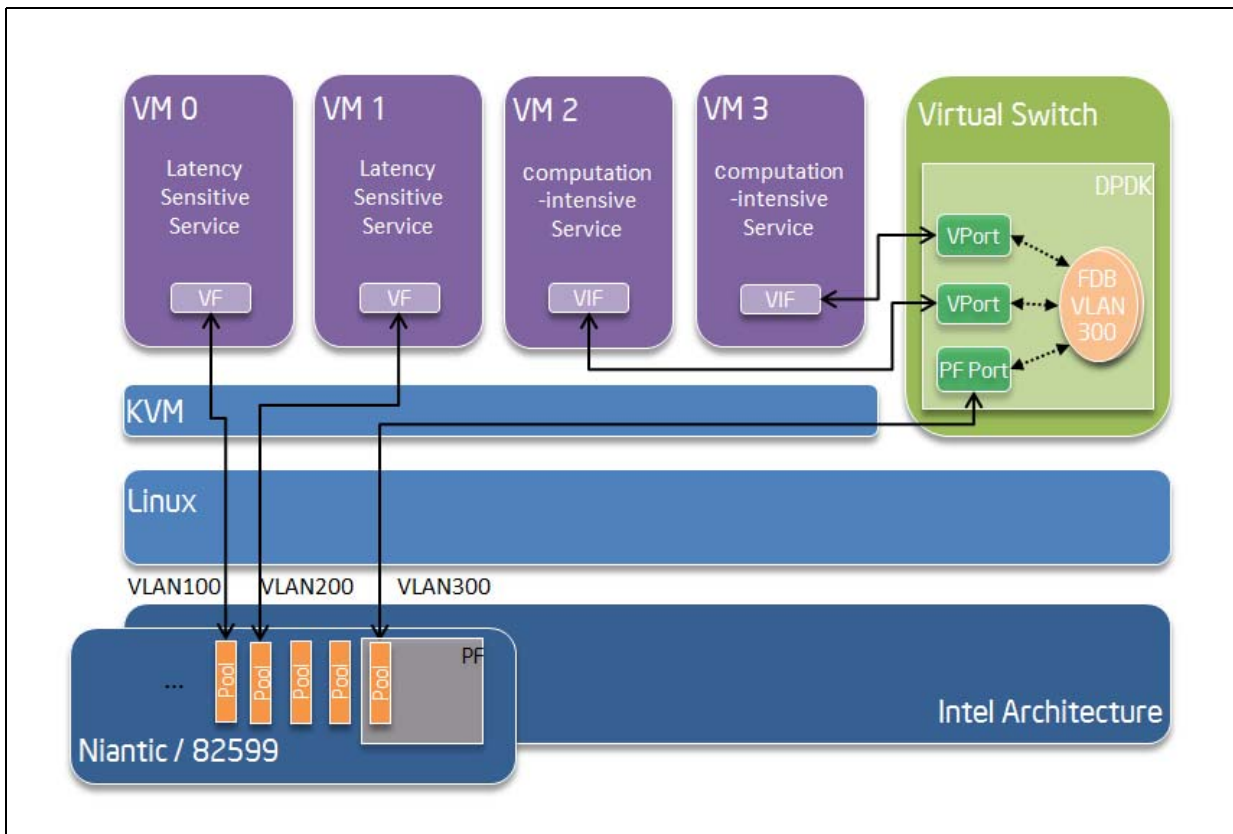 VM 0
Latency
Sensitive
Service
VF
VM 1
Latency
Sensitive
Service
VF
VM 2
computation
-intensive
Service
VIF
VM 3
computation
-intensive
Service
VIF
Virtual Switch
DPDK
VPort
VPort
PF Port
FDB
VLAN
300
KVM
Linux
VLAN100
VLAN200
VLAN300
...
Pool
Pool
Pool
Pool
Pool
PF
Niantic / 82599
Intel Architecture